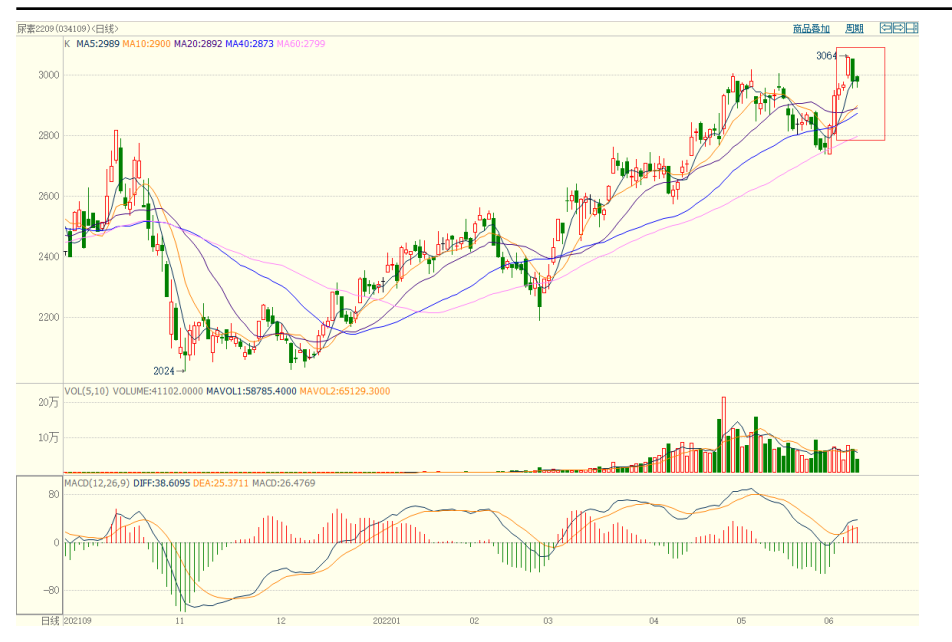 尿素2209(034109)<日线> 商品叠加 周期
K MA5:2989 MA10:2900 MA20:2892 MA40:2873 MA60:2799
3064→
3000
2800
2600
2400
2200
2024→
VOL(5,10) VOLUME:41102.0000 MAVOL1:58785.4000 MAVOL2:65129.3000
20万
10万
MACD(12,26,9) DIFF:38.6095 DEA:25.3711 MACD:26.4769
80
0
-80
日线 202109 11 12 202201 02 03 04 05 06